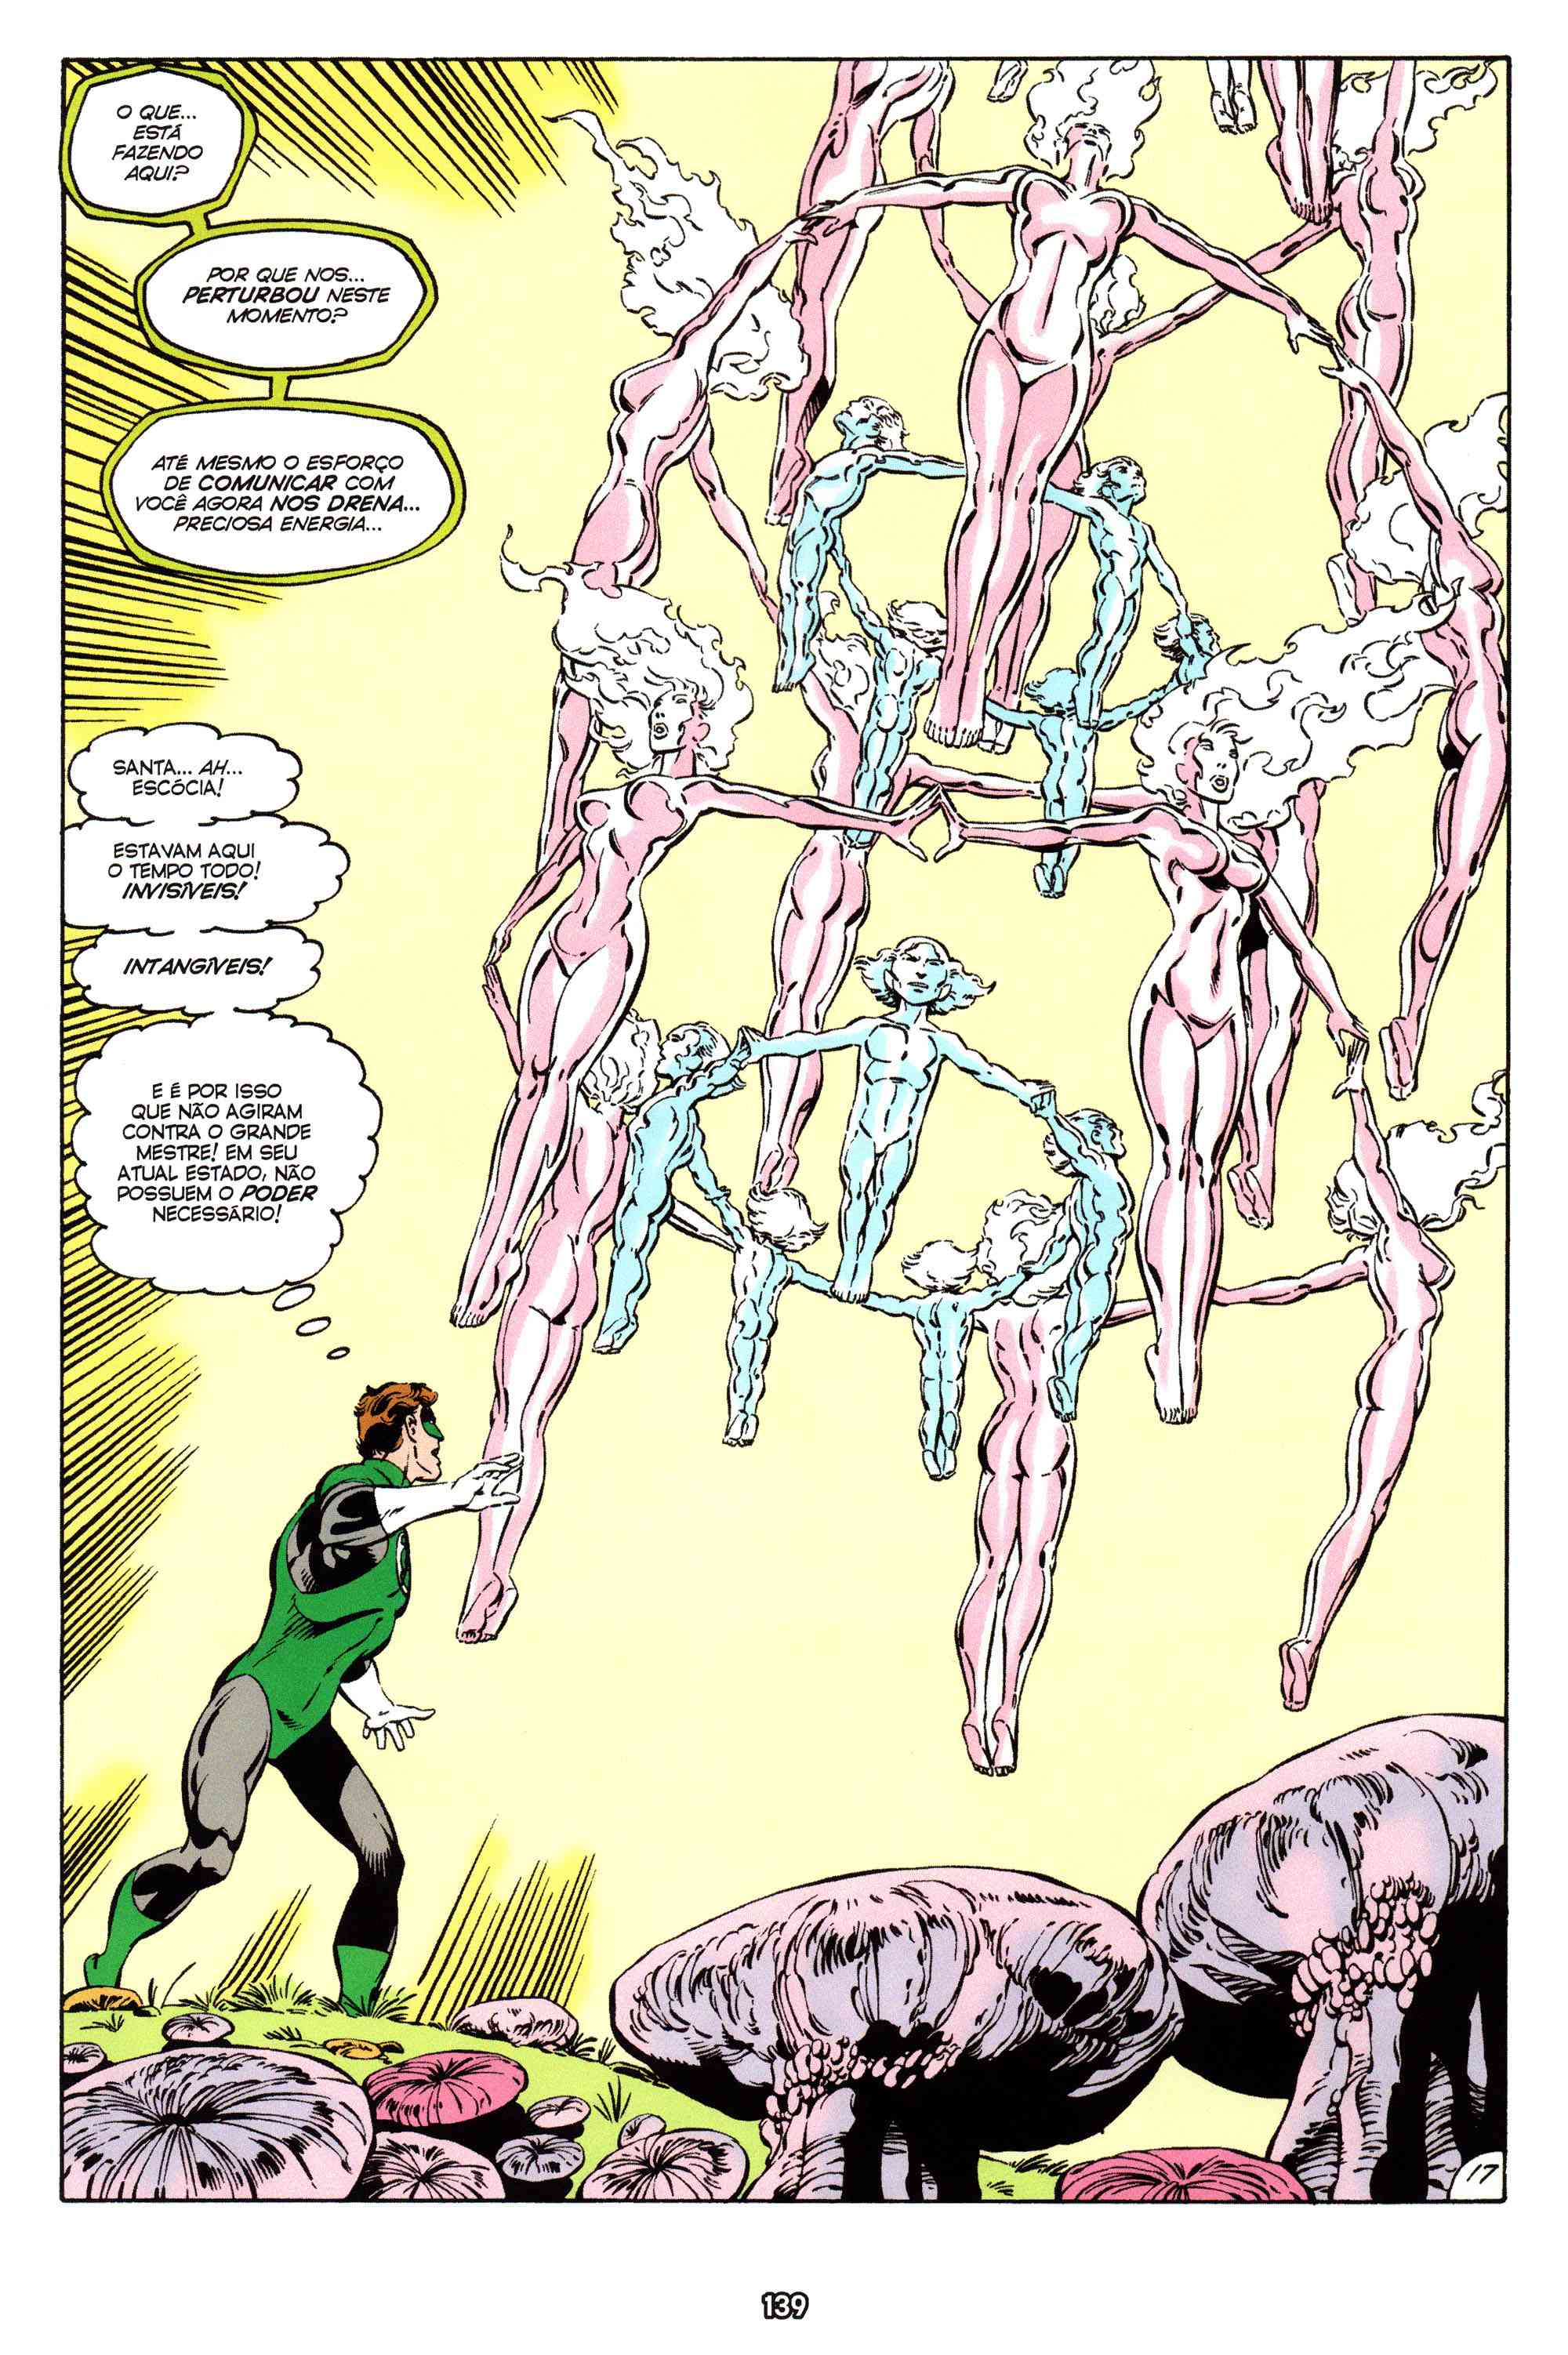 O QUE...
ESTÁ
FAZENDO
AQUI?
POR QUE NOS...
PERTURBOU NESTE
MOMENTO?
ATÉ MESMO O ESFORÇO
DE COMUNICAR COM
VOCÊ AGORA NOS DRENA...
PRECIOSA ENERGIA...
SANTA... AH...
ESCÓCIA!
ESTAVAM AQUI
O TEMPO TODO!
INVISÍVEIS!
INTANGÍVEIS!
E É POR ISSO
QUE NÃO AGIRAM
CONTRA O GRANDE
MESTRE! EM SEU
ATUAL ESTADO, NÃO
POSSUEM O PODER
NECESSÁRIO!
17
139